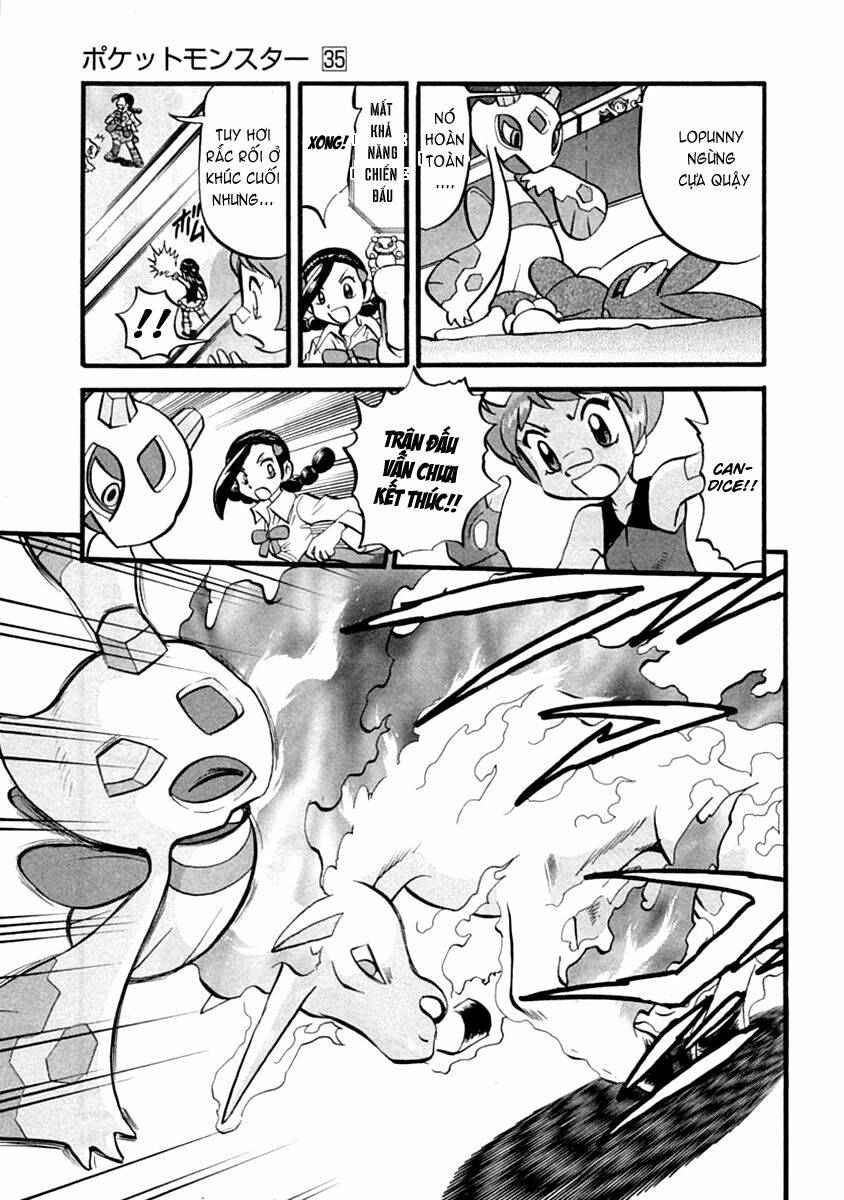 ポケットモンスター 35
LOPUNNY
NGỪNG
CỰA QUẬY
NÓ
HOÀN
TOÀN
....
MẤT
KHẢ
NĂNG
CHIẾN
ĐẤU
XONG!
TUY HƠI
RẮC RỐI Ở
KHÚC CUỐI
NHƯNG...
!!
CAN-
DICE!!
TRẬN ĐẤU
VẪN CHƯA
KẾT THÚC!!